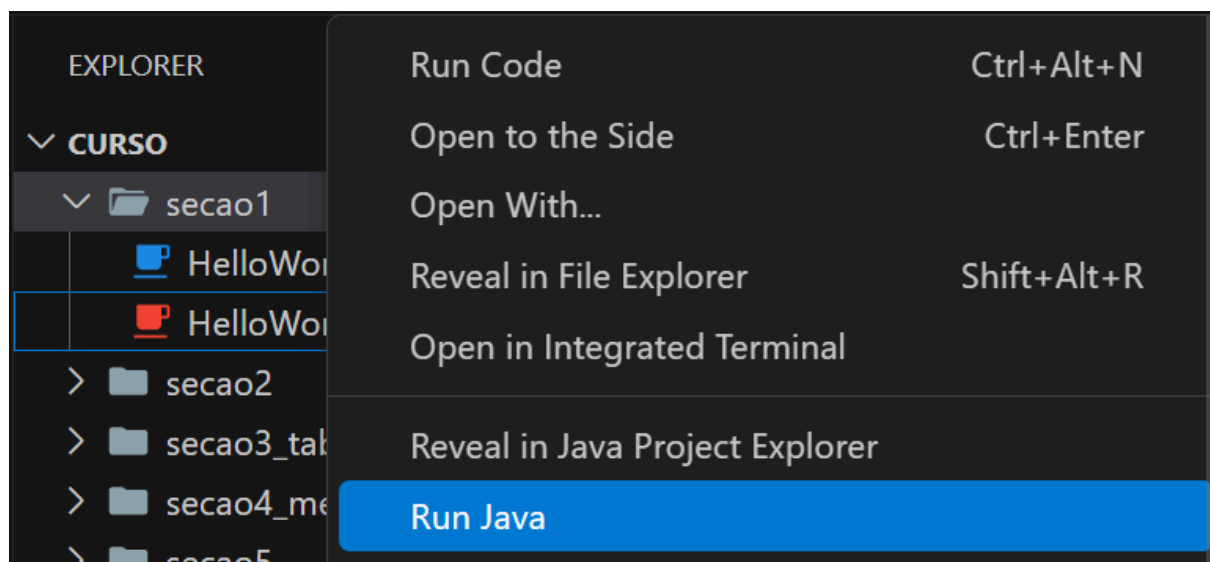 EXPLORER
CURSO
secao1
HelloWor
HelloWor
secao2
secao3_tab
secao4_me
secao5
Run Code Ctrl+Alt+N
Open to the Side Ctrl+Enter
Open With...
Reveal in File Explorer Shift+Alt+R
Open in Integrated Terminal
Reveal in Java Project Explorer
Run Java